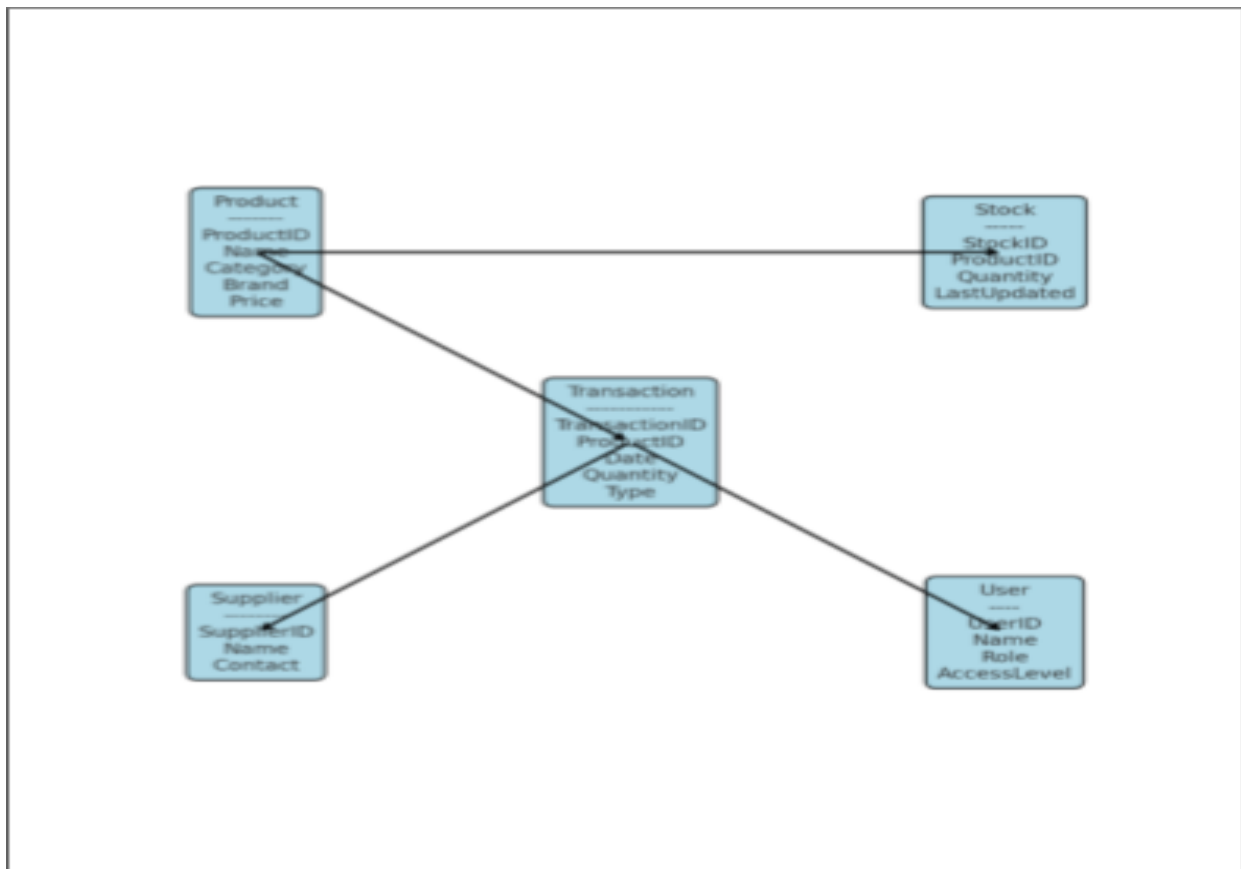 Product
-------
ProductID
Name
Category
Brand
Price
Stock
-----
StockID
ProductID
Quantity
LastUpdated
Transaction
-----------
TransactionID
ProductID
Date
Quantity
Type
Supplier
--------
SupplierID
Name
Contact
User
----
UserID
Name
Role
AccessLevel